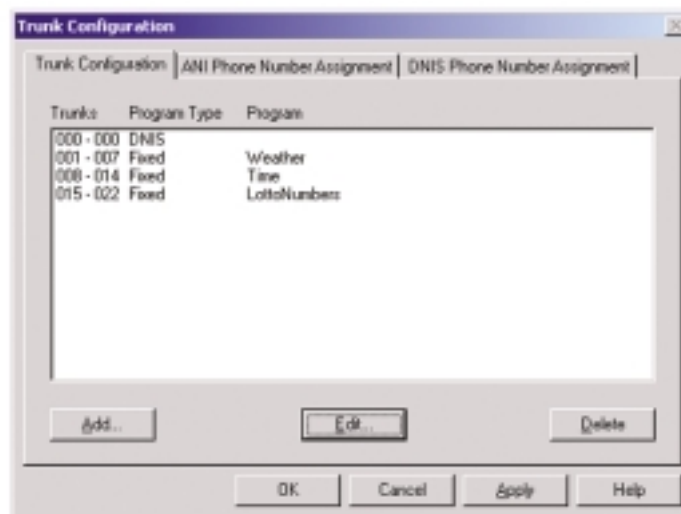 Trunk Configuration
Trunk Configuration ANI Phone Number Assignment DNIS Phone Number Assignment
Trunks Program Type Program
000 - 000 DNIS
001 - 007 Fixed Weather
008 - 014 Fixed Time
015 - 022 Fixed LottoNumbers
Add... Edit... Delete
OK Cancel Apply Help